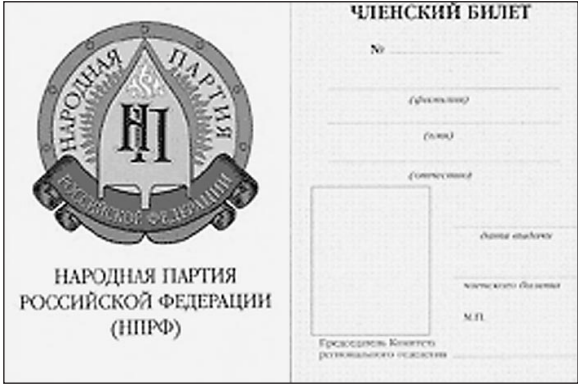 НАРОДНАЯ ПАРТИЯ
НП
РОССИЙСКОЙ ФЕДЕРАЦИИ
НАРОДНАЯ ПАРТИЯ
РОССИЙСКОЙ ФЕДЕРАЦИИ
(НПРФ)
ЧЛЕНСКИЙ БИЛЕТ
№
(фамилия)
(имя)
(отчество)
дата выдачи
членского билета
М.П.
Председатель Комитета
регионального отделения